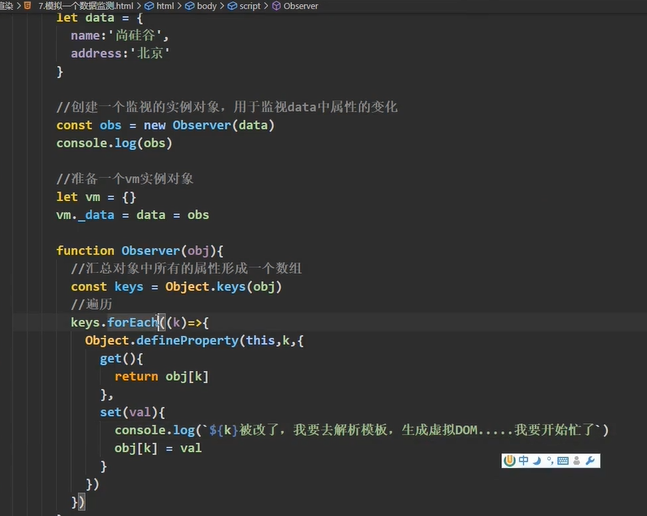 渲染 > 7.模拟一个数据监测.html > html > body > script > Observer
let data = {
name:'尚硅谷',
address:'北京'
}
//创建一个监视的实例对象，用于监视data中属性的变化
const obs = new Observer(data)
console.log(obs)
//准备一个vm实例对象
let vm = {}
vm._data = data = obs
function Observer(obj){
//汇总对象中所有的属性形成一个数组
const keys = Object.keys(obj)
//遍历
keys.forEach((k)=>{
Object.defineProperty(this,k,{
get(){
return obj[k]
},
set(val){
console.log(`${k}被改了，我要去解析模板，生成虚拟DOM.....我要开始忙了`)
obj[k] = val
}
})
})
中